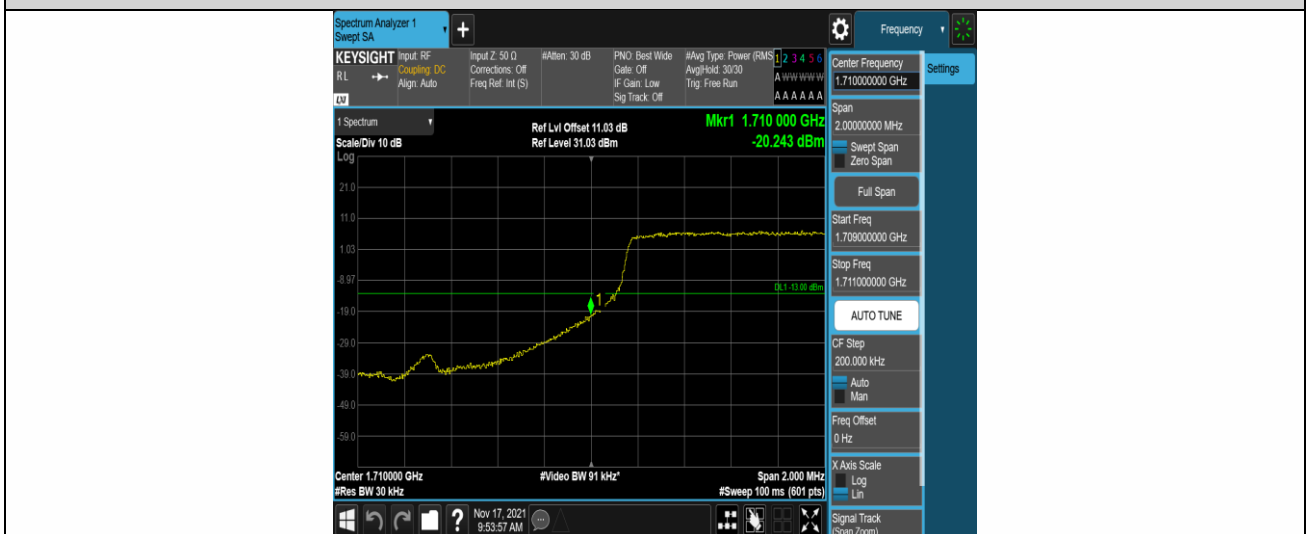 Spectrum Analyzer 1
Swept SA
Frequency
KEYSIGHT
RL
LXI
Input: RF
Coupling: DC
Align: Auto
Input Z: 50 Ω
Corrections: Off
Freq Ref: Int (S)
#Atten: 30 dB
PNO: Best Wide
Gate: Off
IF Gain: Low
Sig Track: Off
#Avg Type: Power (RMS
Avg|Hold: 30/30
Trig: Free Run
1 2 3 4 5 6
A W W W W W
A A A A A A
1 Spectrum
Scale/Div 10 dB
Log
Ref Lvl Offset 11.03 dB
Ref Level 31.03 dBm
Mkr1 1.710 000 GHz
-20.243 dBm
21.0
11.0
1.03
-8.97
-19.0
-29.0
-39.0
-49.0
-59.0
DL1 -13.00 dBm
1
Center 1.710000 GHz
#Res BW 30 kHz
#Video BW 91 kHz*
Span 2.000 MHz
#Sweep 100 ms (601 pts)
Nov 17, 2021
9:53:57 AM
Center Frequency
1.710000000 GHz
Settings
Span
2.00000000 MHz
Swept Span
Zero Span
Full Span
Start Freq
1.709000000 GHz
Stop Freq
1.711000000 GHz
AUTO TUNE
CF Step
200.000 kHz
Auto
Man
Freq Offset
0 Hz
X Axis Scale
Log
Lin
Signal Track
(Span Zoom)